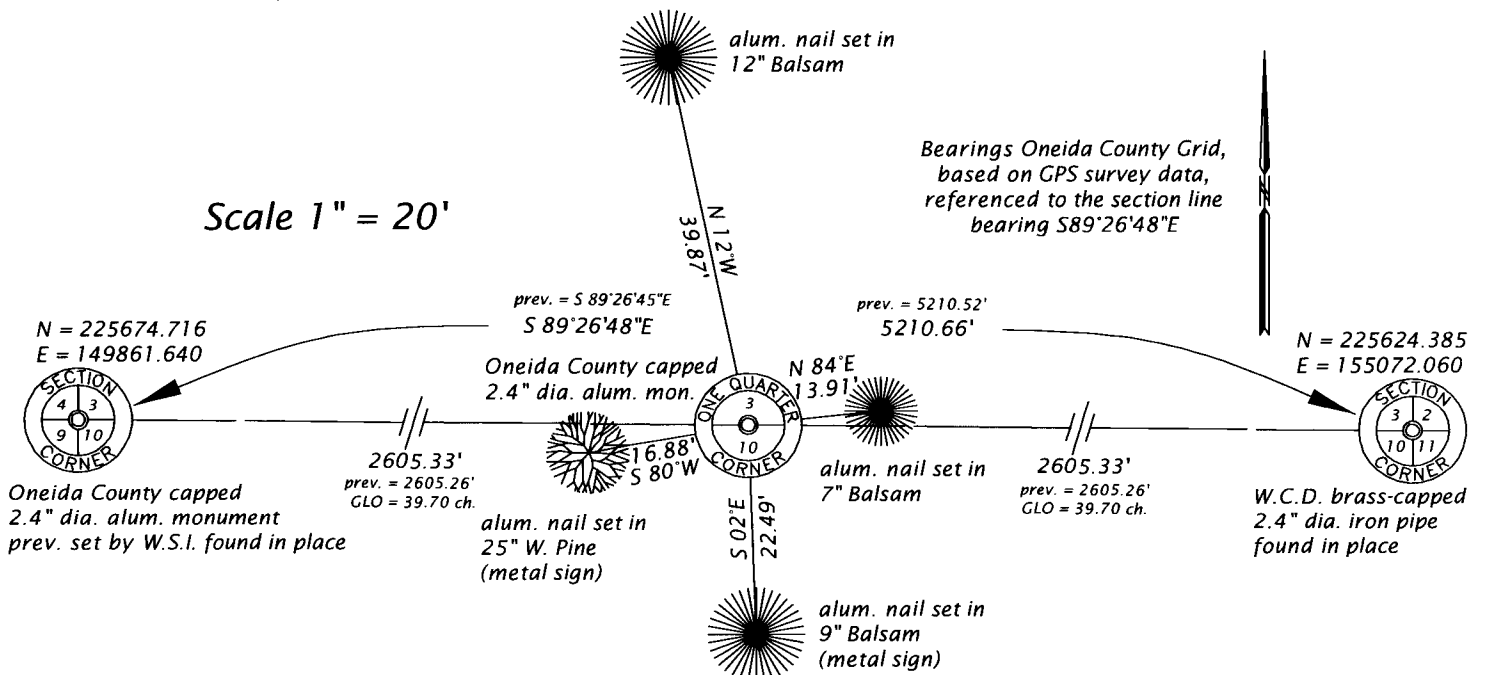 alum. nail set in
12" Balsam
Bearings Oneida County Grid,
based on GPS survey data,
referenced to the section line
bearing S89°26'48"E
N
Scale 1" = 20'
N 12°W
39.87'
prev. = S 89°26'45"E
S 89°26'48"E
prev. = 5210.52'
5210.66'
N = 225674.716
E = 149861.640
N = 225624.385
E = 155072.060
Oneida County capped
2.4" dia. alum. mon.
N 84°E
13.91'
SECTION
4 3
9 10
CORNER
ONE QUARTER
3
10
CORNER
SECTION
3 2
10 11
CORNER
16.88'
S 80°W
2605.33'
prev. = 2605.26'
GLO = 39.70 ch.
alum. nail set in
7" Balsam
2605.33'
prev. = 2605.26'
GLO = 39.70 ch.
Oneida County capped
2.4" dia. alum. monument
prev. set by W.S.I. found in place
alum. nail set in
25" W. Pine
(metal sign)
S 02°E
22.49'
W.C.D. brass-capped
2.4" dia. iron pipe
found in place
alum. nail set in
9" Balsam
(metal sign)